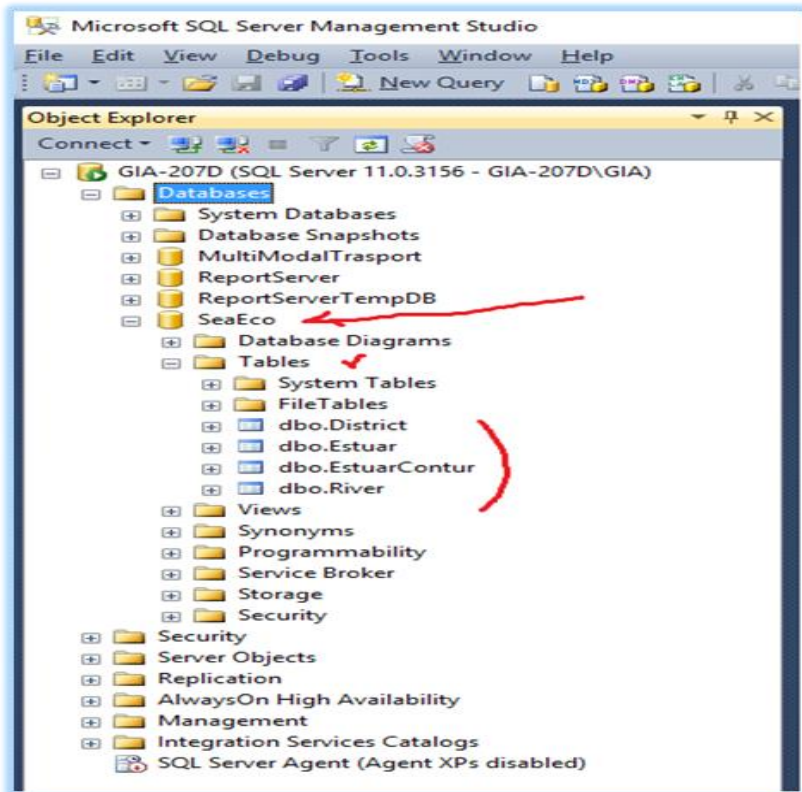 Microsoft SQL Server Management Studio
File Edit View Debug Tools Window Help
New Query
Object Explorer
Connect
GIA-207D (SQL Server 11.0.3156 - GIA-207D\GIA)
Databases
System Databases
Database Snapshots
MultiModalTrasport
ReportServer
ReportServerTempDB
SeaEco
Database Diagrams
Tables
System Tables
FileTables
dbo.District
dbo.Estuar
dbo.EstuarContur
dbo.River
Views
Synonyms
Programmability
Service Broker
Storage
Security
Security
Server Objects
Replication
AlwaysOn High Availability
Management
Integration Services Catalogs
SQL Server Agent (Agent XPs disabled)